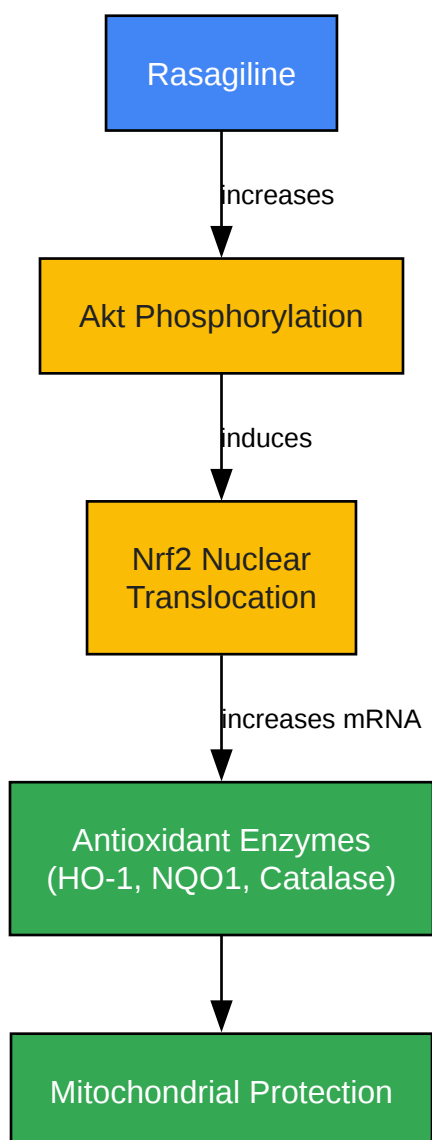 Rasagiline
increases
Akt Phosphorylation
induces
Nrf2 Nuclear
Translocation
increases mRNA
Antioxidant Enzymes
(HO-1, NQO1, Catalase)
Mitochondrial Protection